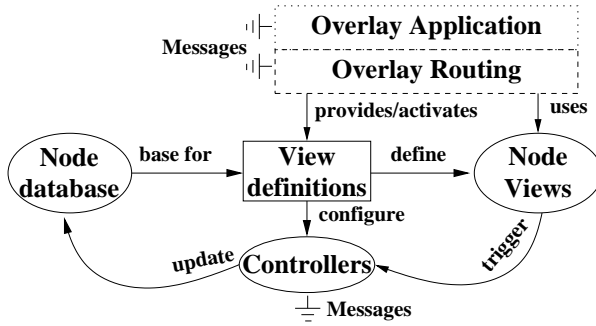 Overlay Application
Messages
Overlay Routing
provides/activates
uses
Node
database
base for
View
definitions
define
Node
Views
configure
update
Controllers
trigger
Messages